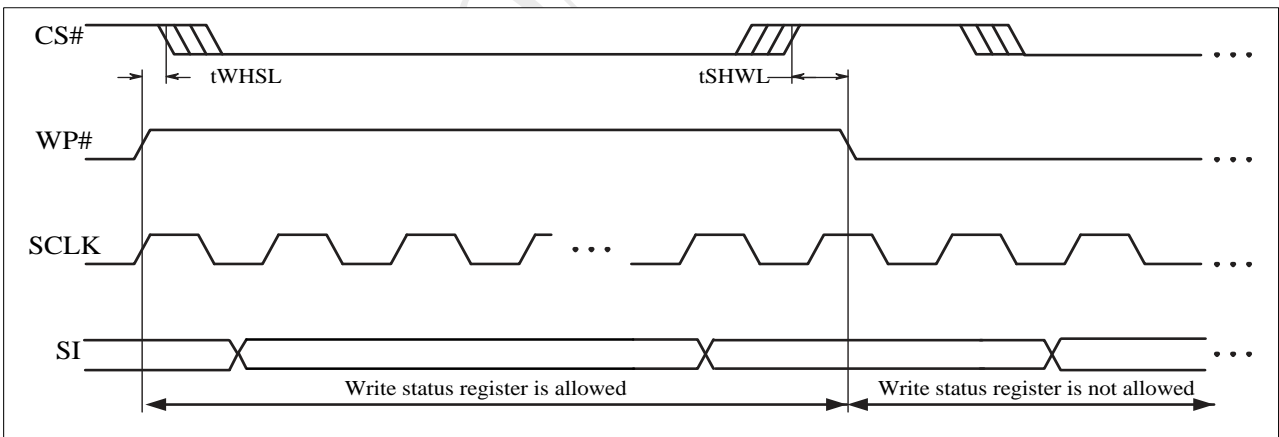 CS#
tWHSL
tSHWL
WP#
SCLK
SI
Write status register is allowed
Write status register is not allowed